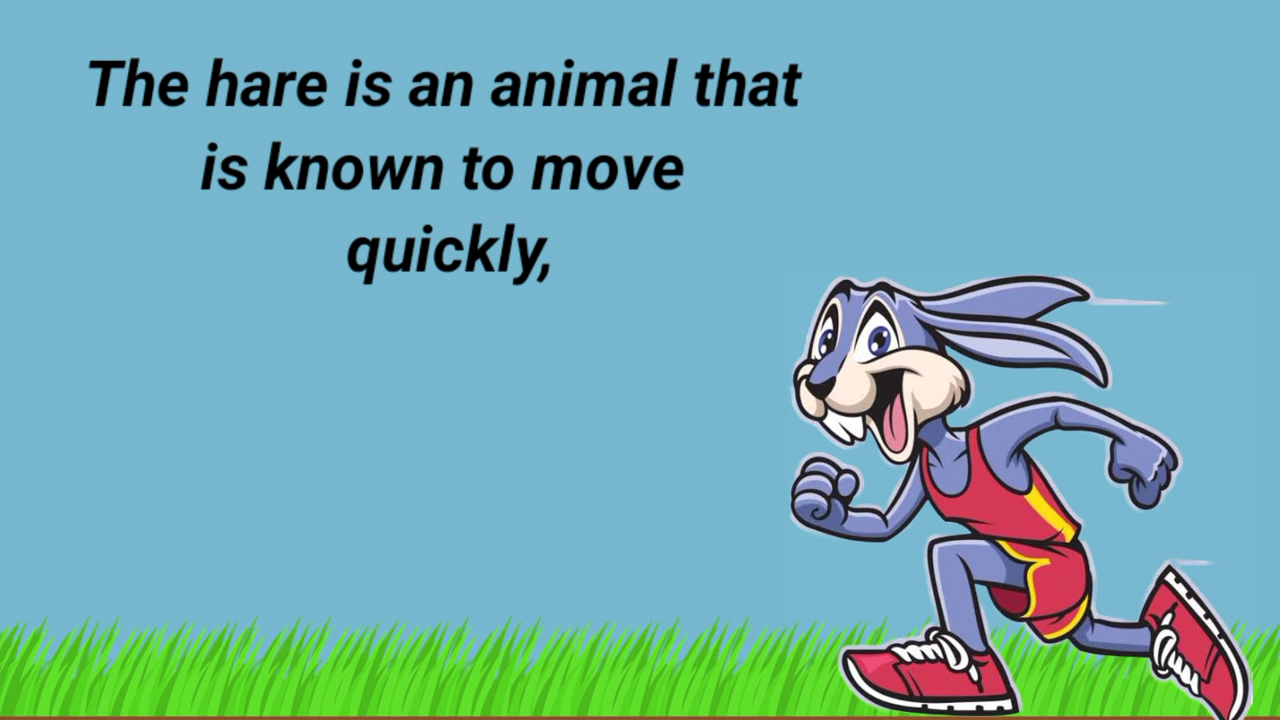 The hare is an animal that
is known to move
quickly,